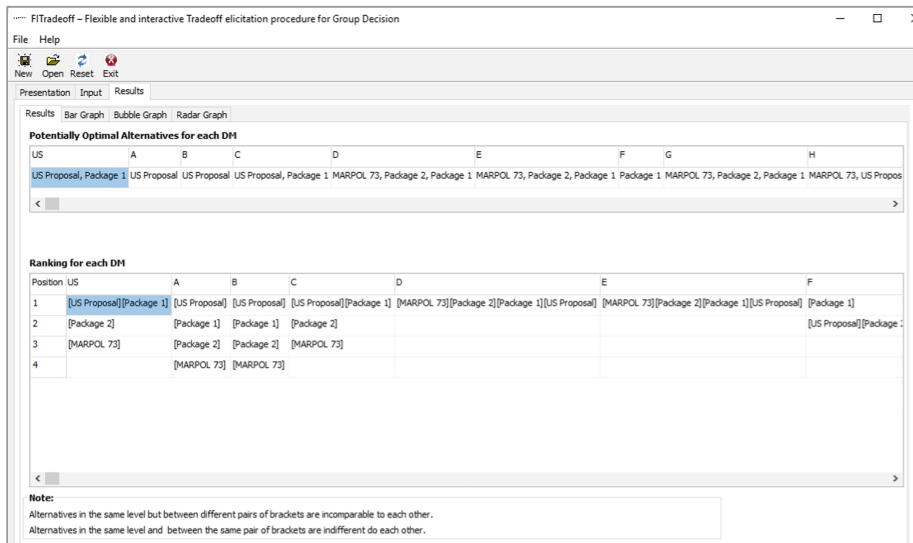 FITradeoff – Flexible and interactive Tradeoff elicitation procedure for Group Decision
File Help
New Open Reset Exit
Presentation Input Results
Results Bar Graph Bubble Graph Radar Graph
Potentially Optimal Alternatives for each DM
US A B C D E F G H
US Proposal, Package 1 US Proposal US Proposal US Proposal, Package 1 MARPOL 73, Package 2, Package 1 MARPOL 73, Package 2, Package 1 Package 1 MARPOL 73, Package 2, Package 1 MARPOL 73, US Propos
Ranking for each DM
Position US A B C D E F
1 [US Proposal][Package 1] [US Proposal] [US Proposal] [US Proposal][Package 1] [MARPOL 73][Package 2][Package 1][US Proposal] [MARPOL 73][Package 2][Package 1][US Proposal] [Package 1]
2 [Package 2] [Package 1] [Package 1] [Package 2] [US Proposal][Package
3 [MARPOL 73] [Package 2] [Package 2] [MARPOL 73]
4 [MARPOL 73] [MARPOL 73]
Note:
Alternatives in the same level but between different pairs of brackets are incomparable to each other.
Alternatives in the same level and between the same pair of brackets are indifferent do each other.